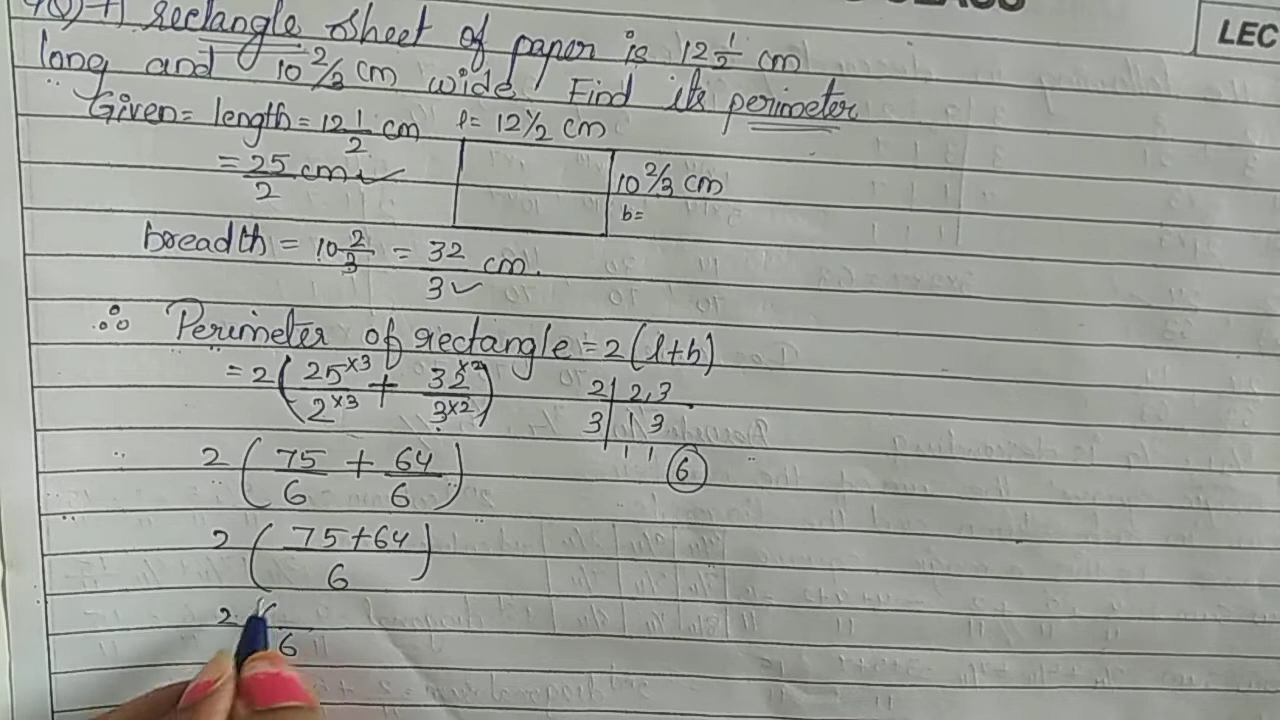 rectangle sheet of paper is 12 1/2 cm
long and 10 2/3 cm wide. Find its perimeter
Given = length = 12 1/2 cm l = 12 1/2 cm
= 25/2 cm ✓
10 2/3 cm
b=
breadth = 10 2/3 = 32/3 cm. ✓
∴ Perimeter of rectangle = 2(l+b)
= 2(25×3/2×3 + 32×2/3×2)
2| 2,3
3| 1 3
1 1 6
2(75/6 + 64/6)
2(75+64/6)
2 6
LEC